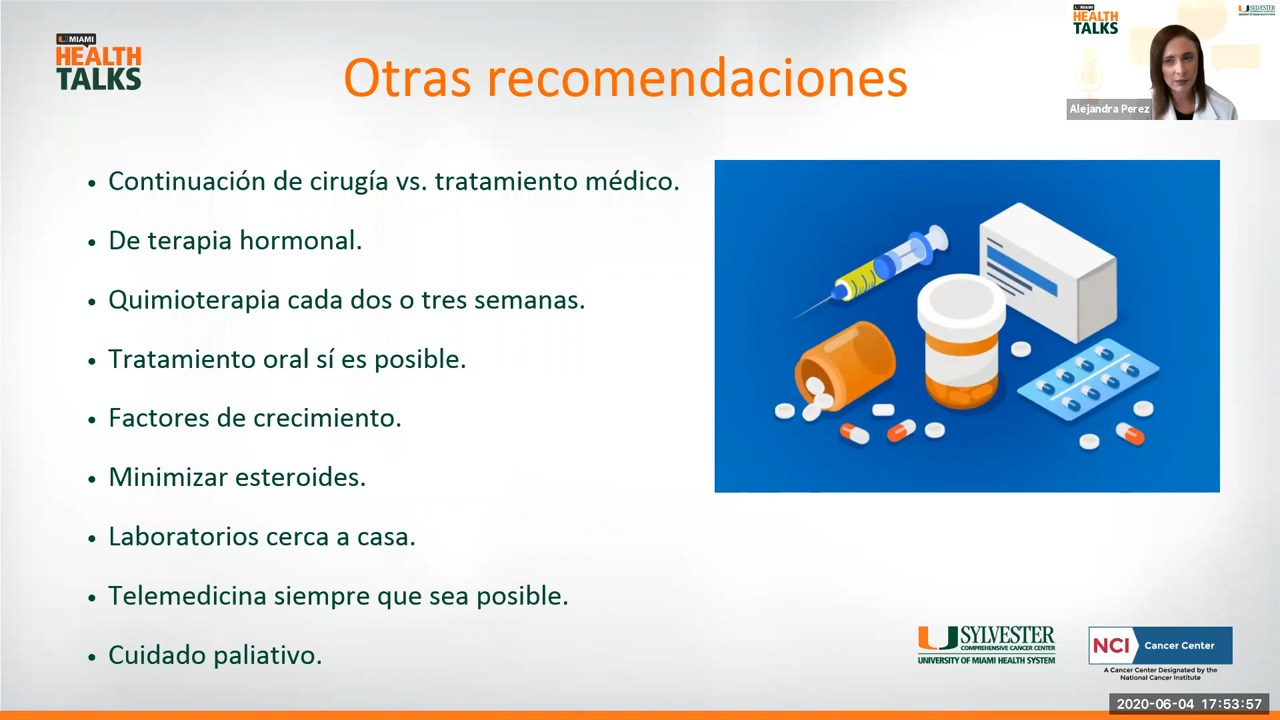 MIAMI
HEALTH
TALKS
Otras recomendaciones
HEALTH
TALKS
Alejandra Perez
• Continuación de cirugía vs. tratamiento médico.
• De terapia hormonal.
• Quimioterapia cada dos o tres semanas.
• Tratamiento oral sí es posible.
• Factores de crecimiento.
• Minimizar esteroides.
• Laboratorios cerca a casa.
• Telemedicina siempre que sea posible.
• Cuidado paliativo.
SYLVESTER
COMPREHENSIVE CANCER CENTER
UNIVERSITY OF MIAMI HEALTH SYSTEM
NCI Cancer Center
A Cancer Center Designated by the
National Cancer Institute
2020-06-04 17:53:57